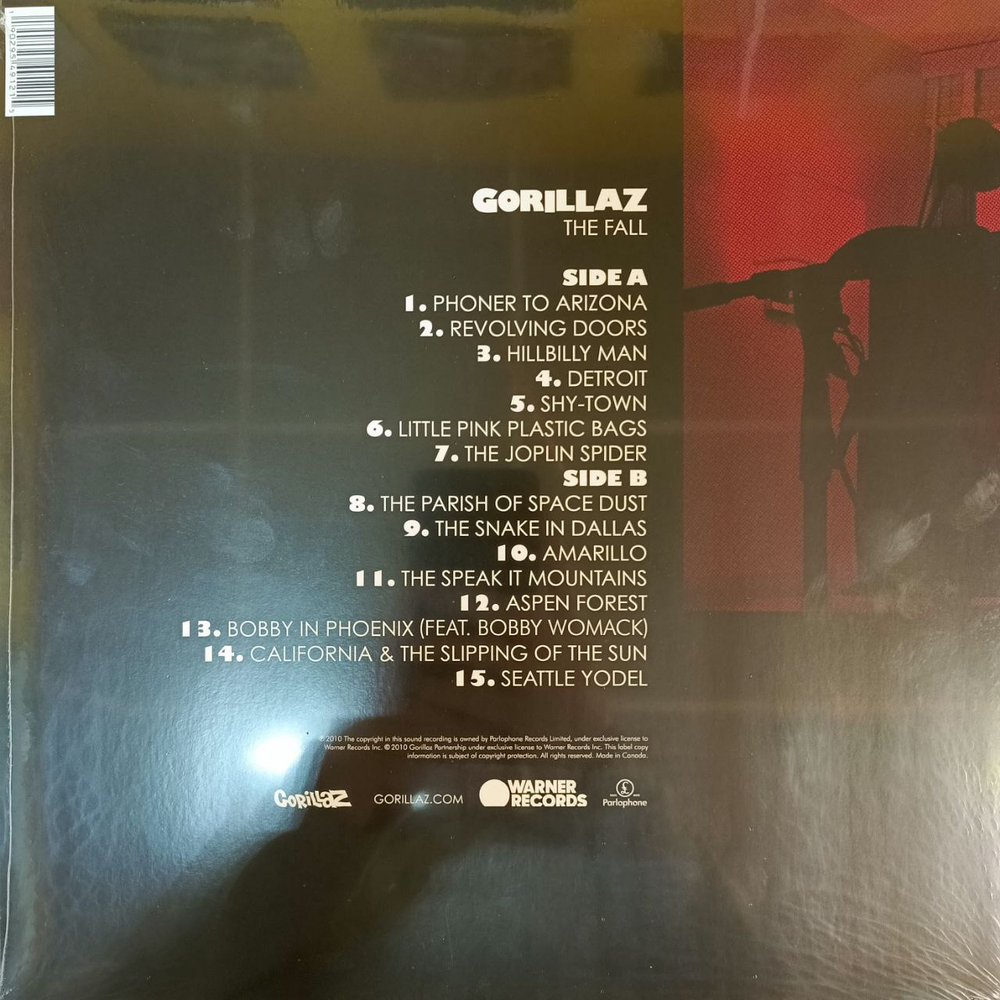 1 90295 49121 5
GORILLAZ
THE FALL
SIDE A
1. PHONER TO ARIZONA
2. REVOLVING DOORS
3. HILLBILLY MAN
4. DETROIT
5. SHY-TOWN
6. LITTLE PINK PLASTIC BAGS
7. THE JOPLIN SPIDER
SIDE B
8. THE PARISH OF SPACE DUST
9. THE SNAKE IN DALLAS
10. AMARILLO
11. THE SPEAK IT MOUNTAINS
12. ASPEN FOREST
13. BOBBY IN PHOENIX (FEAT. BOBBY WOMACK)
14. CALIFORNIA & THE SLIPPING OF THE SUN
15. SEATTLE YODEL
℗2010 The copyright in this sound recording is owned by Parlophone Records Limited, under exclusive license to
Warner Records Inc. © 2010 Gorillaz Partnership under exclusive license to Warner Records Inc. This label copy
information is subject of copyright protection. All rights reserved. Made in Canada.
GORILLAZ GORILLAZ.COM WARNER RECORDS Parlophone